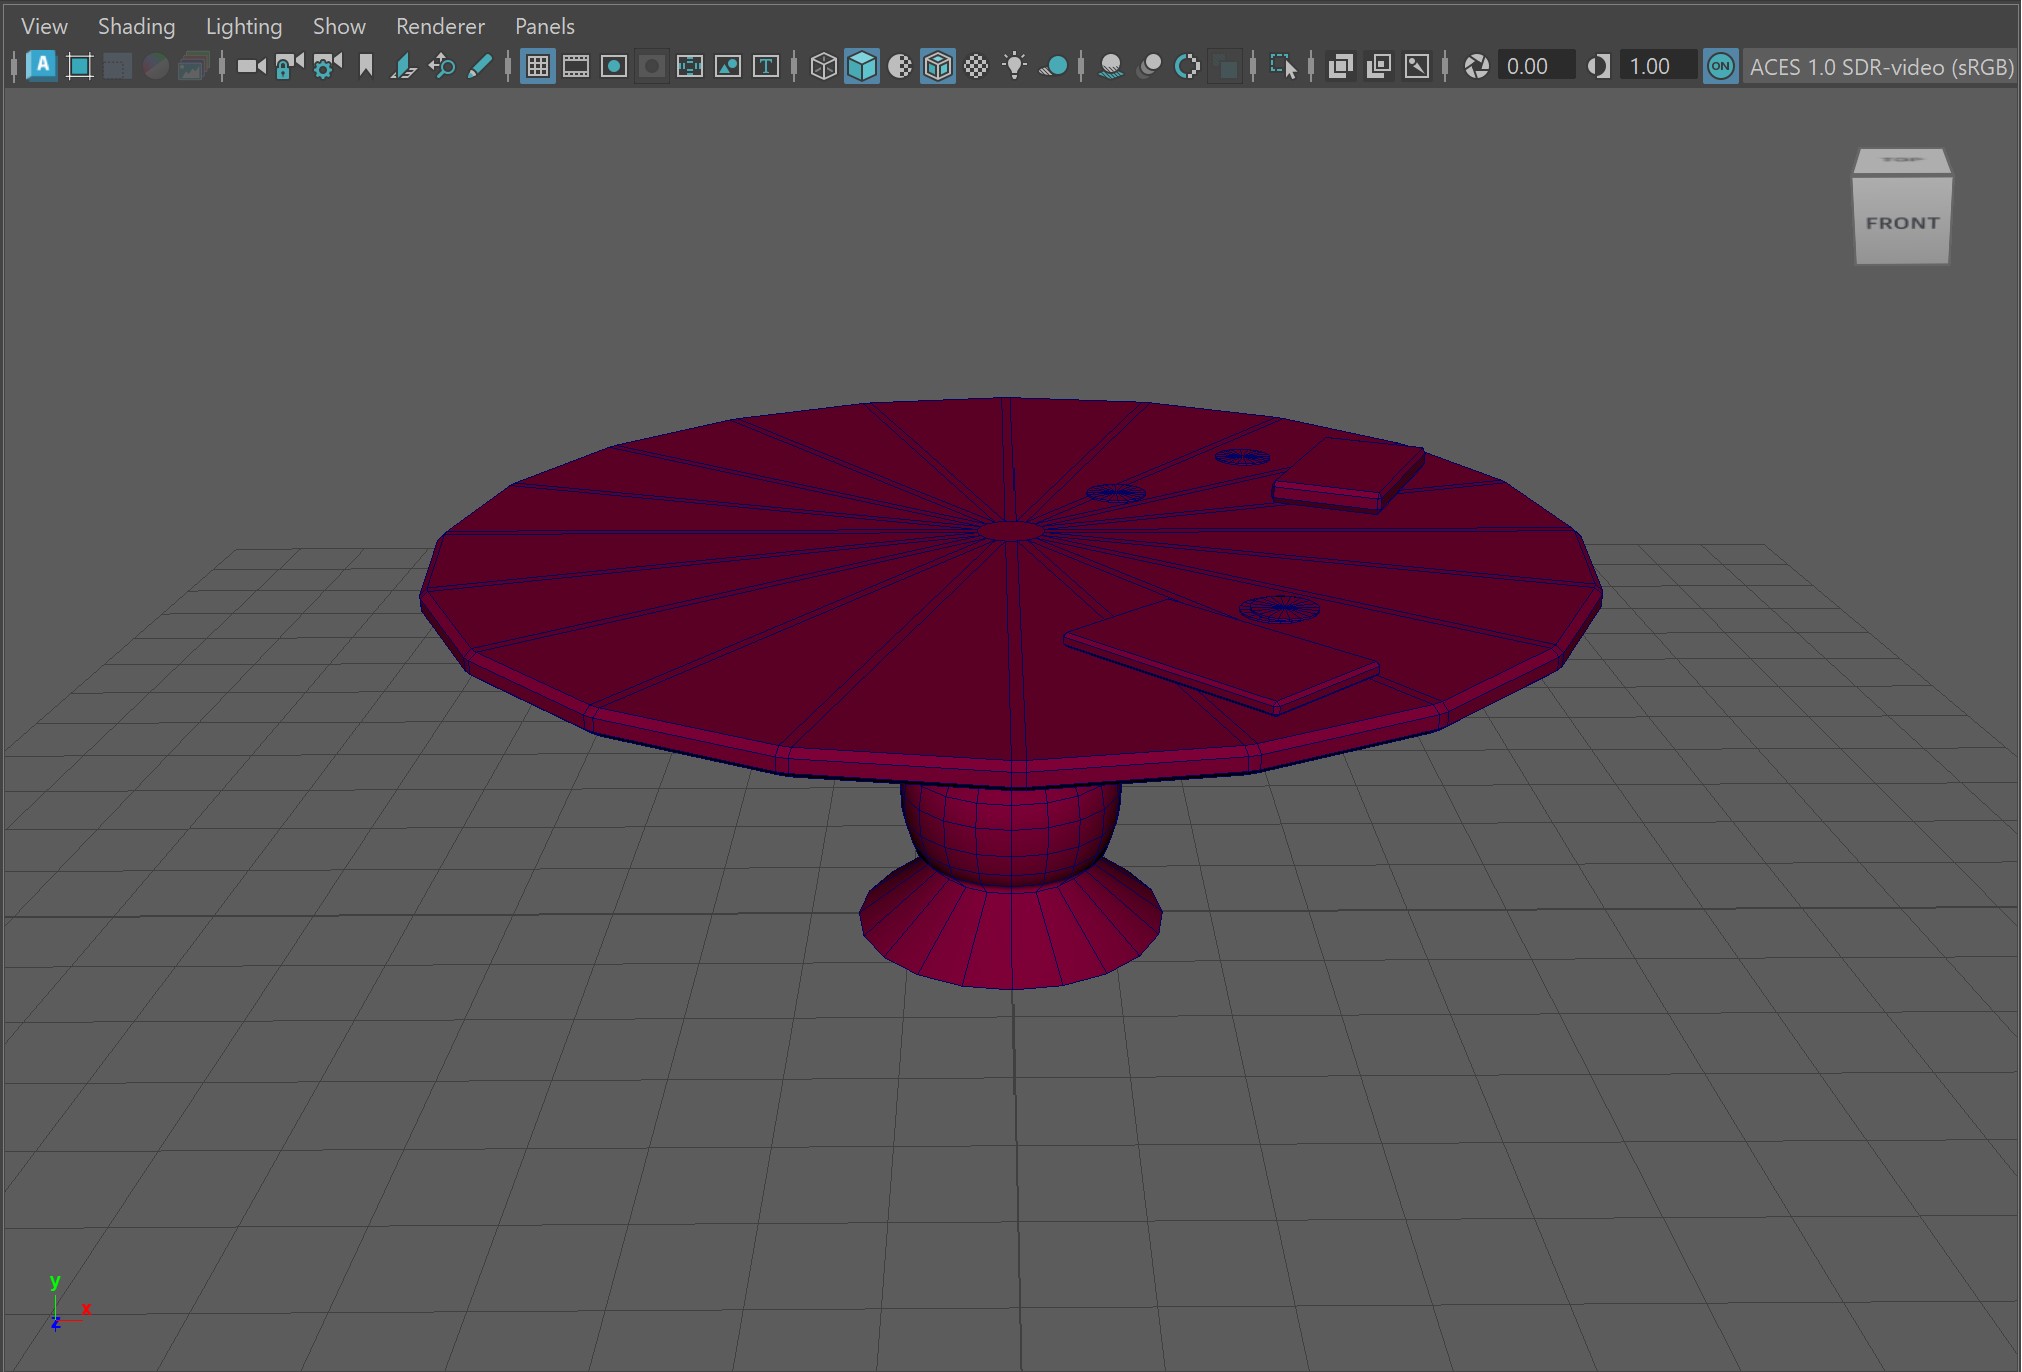 View Shading Lighting Show Renderer Panels
A T 0.00 1.00 ON ACES 1.0 SDR-video (sRGB)
TOP
FRONT
y
x
z